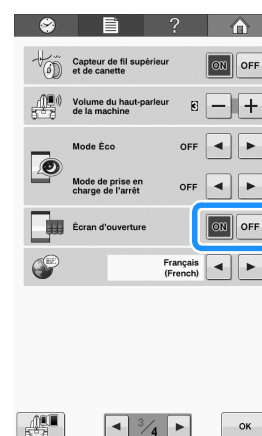 ?
Capteur de fil supérieur
et de canette
ON OFF
Volume du haut-parleur
de la machine
3 - +
Mode Éco
OFF
Mode de prise en
charge de l'arrêt
OFF
Écran d'ouverture
ON OFF
Français
(French)
3/4
OK